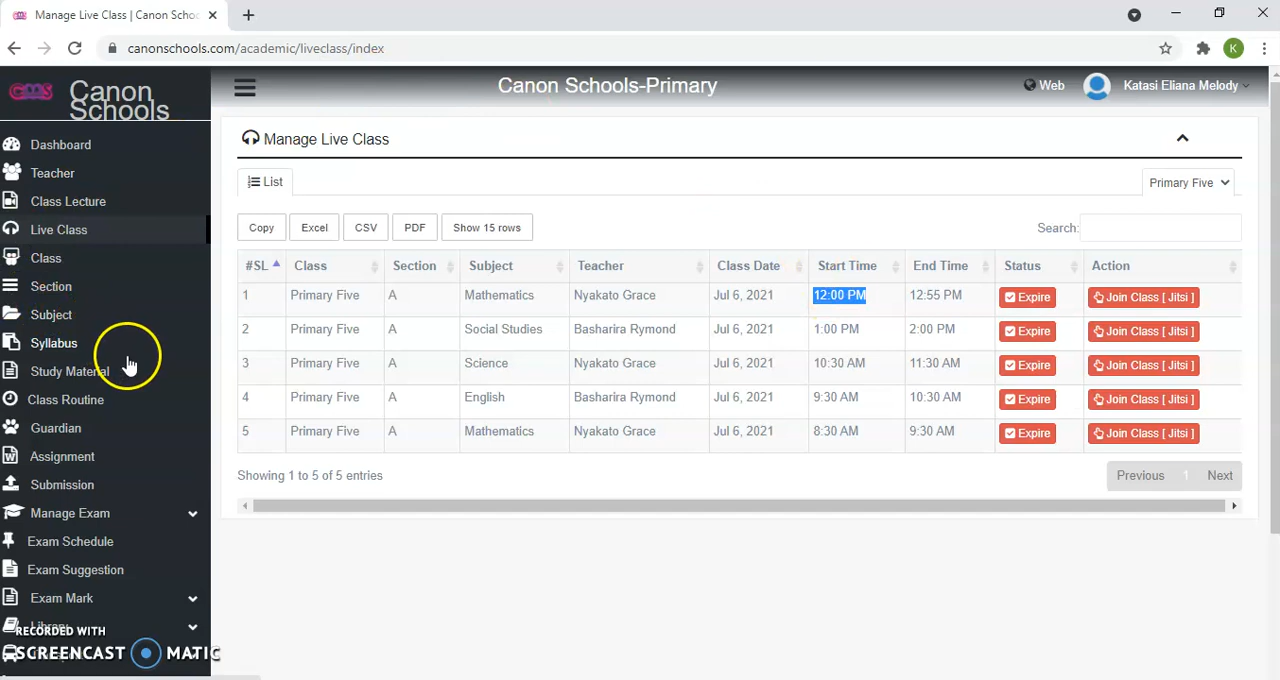 Manage Live Class | Canon Schoo
canonschools.com/academic/liveclass/index
K
Canon
Schools
Canon Schools-Primary
Web
Katasi Eliana Melody
Dashboard
Teacher
Class Lecture
Live Class
Class
Section
Subject
Syllabus
Study Material
Class Routine
Guardian
Assignment
Submission
Manage Exam
Exam Schedule
Exam Suggestion
Exam Mark
Library
RECORDED WITH
SCREENCAST MATIC
Manage Live Class
List
Primary Five
Copy Excel CSV PDF Show 15 rows Search:
#SL Class Section Subject Teacher Class Date Start Time End Time Status Action
1 Primary Five A Mathematics Nyakato Grace Jul 6, 2021 12:00 PM 12:55 PM Expire Join Class [ Jitsi ]
2 Primary Five A Social Studies Basharira Rymond Jul 6, 2021 1:00 PM 2:00 PM Expire Join Class [ Jitsi ]
3 Primary Five A Science Nyakato Grace Jul 6, 2021 10:30 AM 11:30 AM Expire Join Class [ Jitsi ]
4 Primary Five A English Basharira Rymond Jul 6, 2021 9:30 AM 10:30 AM Expire Join Class [ Jitsi ]
5 Primary Five A Mathematics Nyakato Grace Jul 6, 2021 8:30 AM 9:30 AM Expire Join Class [ Jitsi ]
Showing 1 to 5 of 5 entries
Previous 1 Next